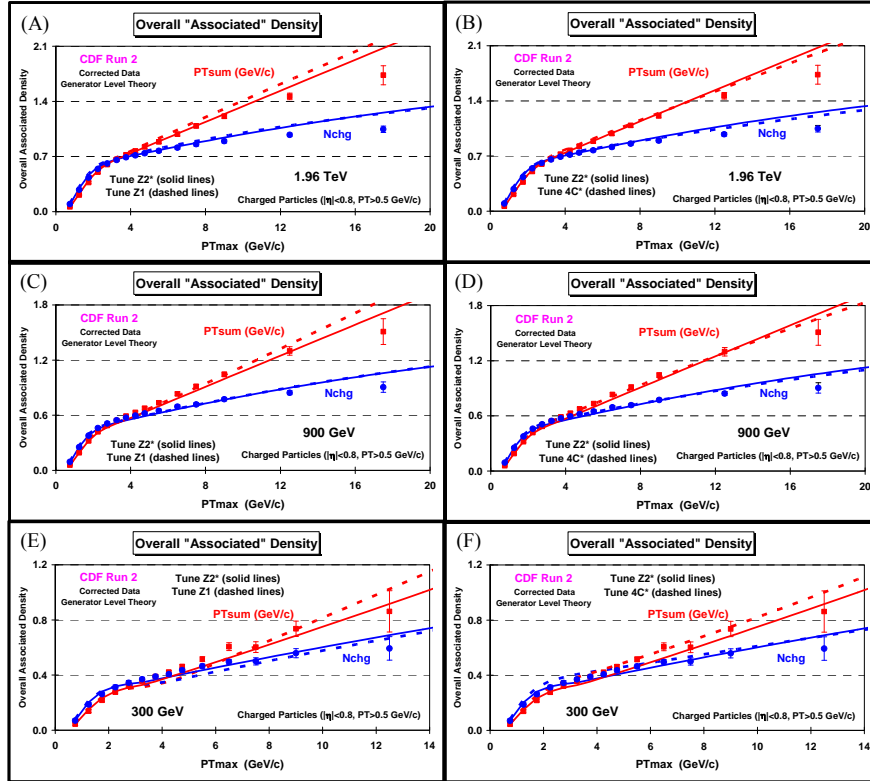 (A)
Overall "Associated" Density
2.1
1.4
0.7
0.0
Overall Associated Density
CDF Run 2
Corrected Data
Generator Level Theory
PTsum (GeV/c)
Nchg
1.96 TeV
Tune Z2* (solid lines)
Tune Z1 (dashed lines)
Charged Particles (|η|<0.8, PT>0.5 GeV/c)
0 4 8 12 16 20
PTmax (GeV/c)
(B)
Overall "Associated" Density
2.1
1.4
0.7
0.0
Overall Associated Density
CDF Run 2
Corrected Data
Generator Level Theory
PTsum (GeV/c)
Nchg
1.96 TeV
Tune Z2* (solid lines)
Tune 4C* (dashed lines)
Charged Particles (|η|<0.8, PT>0.5 GeV/c)
0 4 8 12 16 20
PTmax (GeV/c)
(C)
Overall "Associated" Density
1.8
1.2
0.6
0.0
Overall Associated Density
CDF Run 2
Corrected Data
Generator Level Theory
PTsum (GeV/c)
Nchg
900 GeV
Tune Z2* (solid lines)
Tune Z1 (dashed lines)
Charged Particles (|η|<0.8, PT>0.5 GeV/c)
0 4 8 12 16 20
PTmax (GeV/c)
(D)
Overall "Associated" Density
1.8
1.2
0.6
0.0
Overall Associated Density
CDF Run 2
Corrected Data
Generator Level Theory
PTsum (GeV/c)
Nchg
900 GeV
Tune Z2* (solid lines)
Tune 4C* (dashed lines)
Charged Particles (|η|<0.8, PT>0.5 GeV/c)
0 4 8 12 16 20
PTmax (GeV/c)
(E)
Overall "Associated" Density
1.2
0.8
0.4
0.0
Overall Associated Density
CDF Run 2
Corrected Data
Generator Level Theory
Tune Z2* (solid lines)
Tune Z1 (dashed lines)
PTsum (GeV/c)
Nchg
300 GeV
Charged Particles (|η|<0.8, PT>0.5 GeV/c)
0 2 4 6 8 10 12 14
PTmax (GeV/c)
(F)
Overall "Associated" Density
1.2
0.8
0.4
0.0
Overall Associated Density
CDF Run 2
Corrected Data
Generator Level Theory
Tune Z2* (solid lines)
Tune 4C* (dashed lines)
PTsum (GeV/c)
Nchg
300 GeV
Charged Particles (|η|<0.8, PT>0.5 GeV/c)
0 2 4 6 8 10 12 14
PTmax (GeV/c)